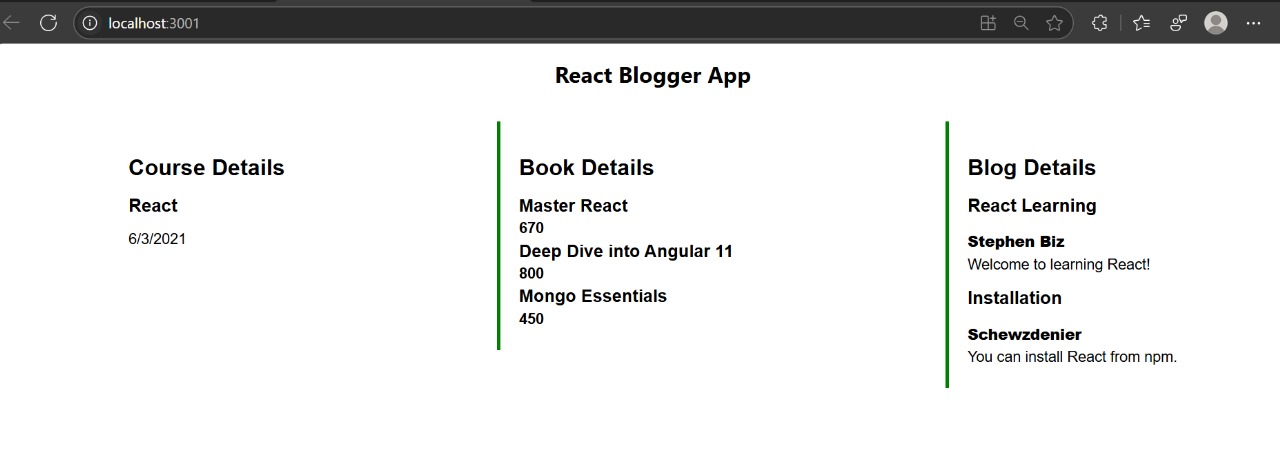 localhost:3001
React Blogger App
Course Details
React
6/3/2021
Book Details
Master React
670
Deep Dive into Angular 11
800
Mongo Essentials
450
Blog Details
React Learning
Stephen Biz
Welcome to learning React!
Installation
Schewzdenier
You can install React from npm.